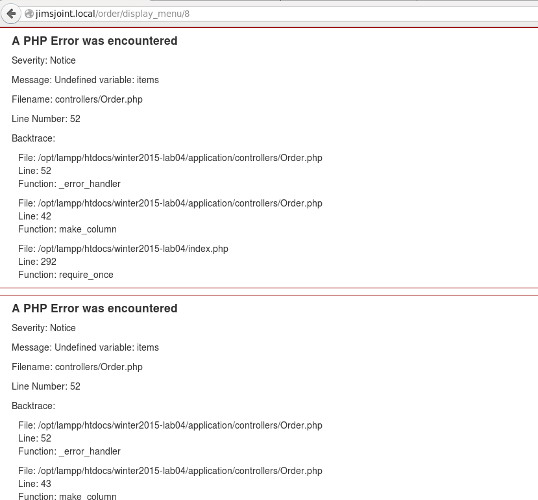 jimsjoint.local/order/display_menu/8
A PHP Error was encountered
Severity: Notice
Message: Undefined variable: items
Filename: controllers/Order.php
Line Number: 52
Backtrace:
File: /opt/lampp/htdocs/winter2015-lab04/application/controllers/Order.php
Line: 52
Function: _error_handler
File: /opt/lampp/htdocs/winter2015-lab04/application/controllers/Order.php
Line: 42
Function: make_column
File: /opt/lampp/htdocs/winter2015-lab04/index.php
Line: 292
Function: require_once
A PHP Error was encountered
Severity: Notice
Message: Undefined variable: items
Filename: controllers/Order.php
Line Number: 52
Backtrace:
File: /opt/lampp/htdocs/winter2015-lab04/application/controllers/Order.php
Line: 52
Function: _error_handler
File: /opt/lampp/htdocs/winter2015-lab04/application/controllers/Order.php
Line: 43
Function: make_column